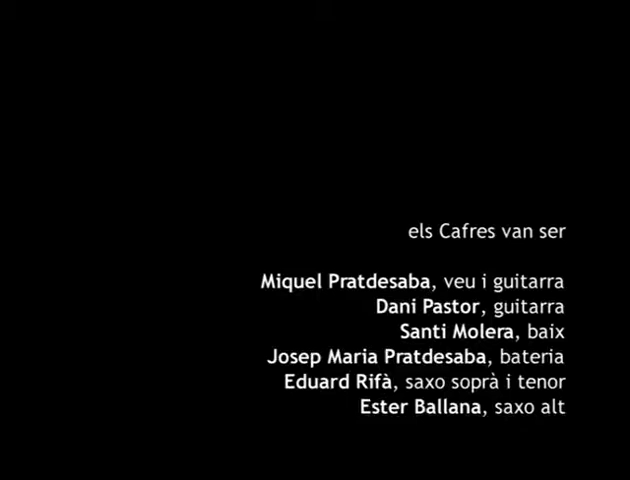 els Cafres van ser
Miquel Pratdesaba, veu i guitarra
Dani Pastor, guitarra
Santi Molera, baix
Josep Maria Pratdesaba, bateria
Eduard Rifà, saxo soprà i tenor
Ester Ballana, saxo alt